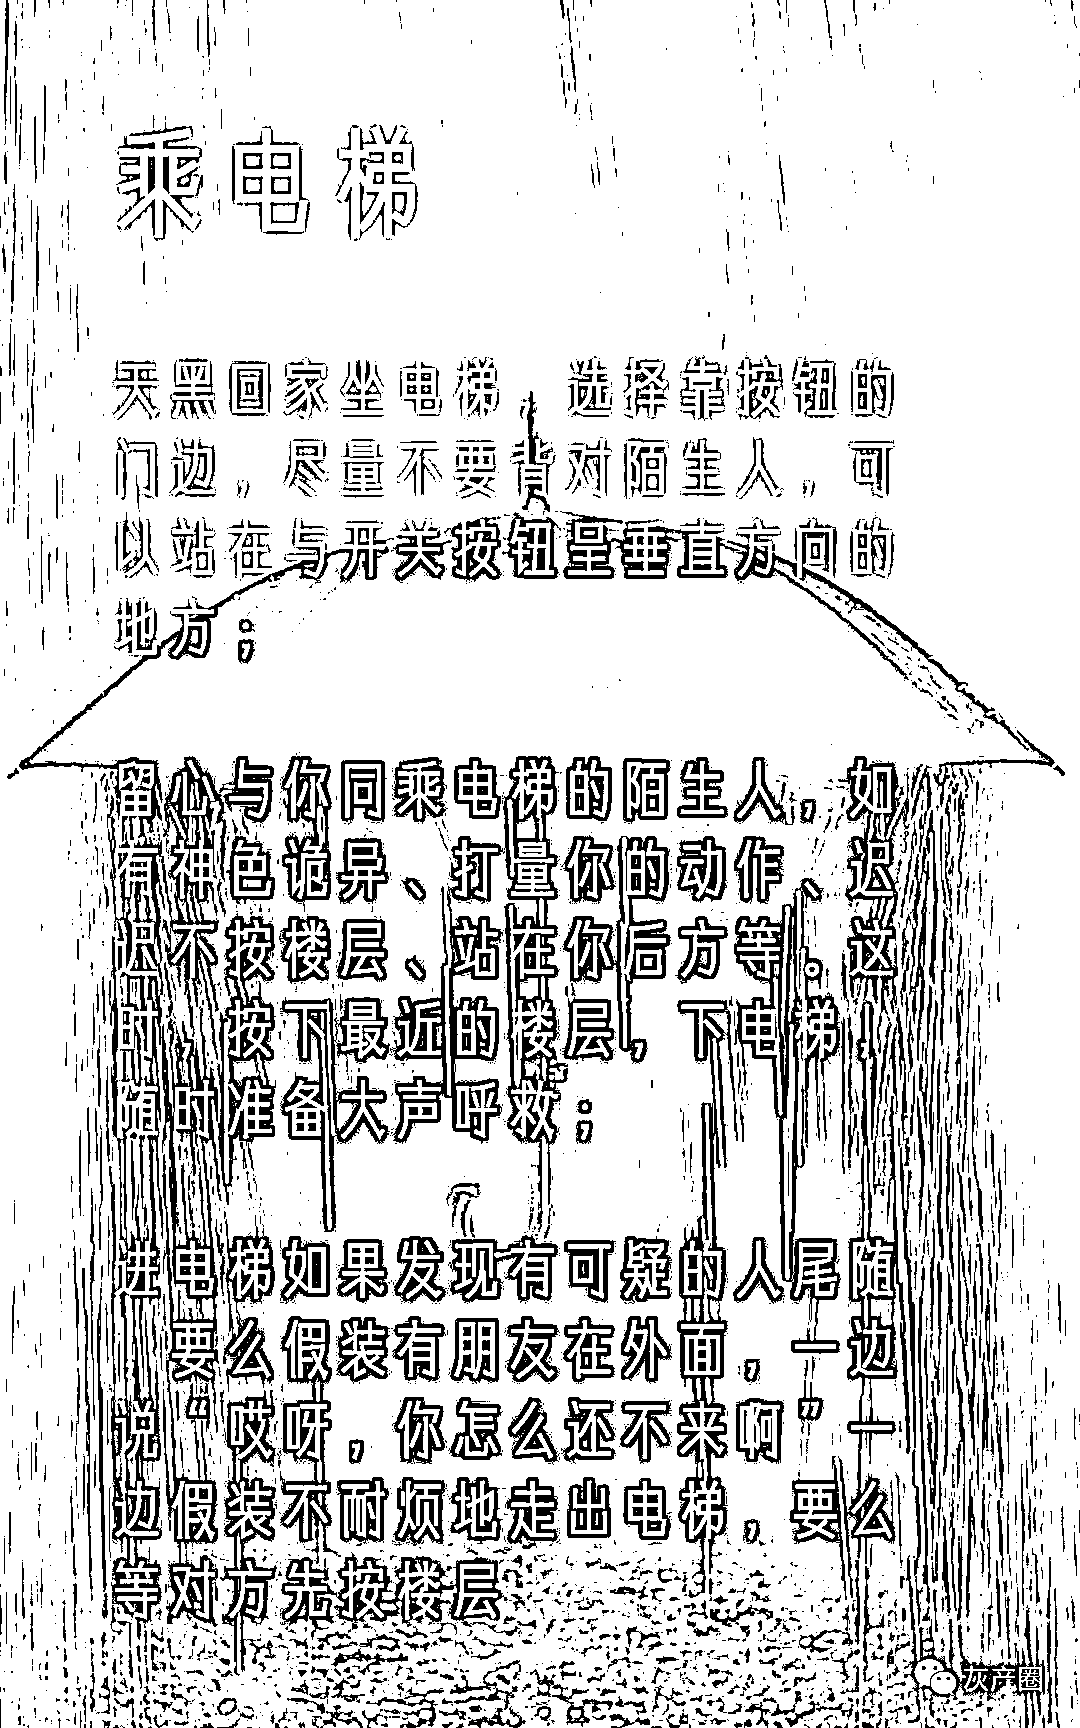 乘电梯
天黑回家坐电梯，选择靠按钮的
门边，尽量不要背对陌生人，可
以站在与开关按钮呈垂直方向的
地方；
留心与你同乘电梯的陌生人，如
有神色诡异、打量你的动作、迟
迟不按楼层、站在你后方等。这
时，按下最近的楼层，下电梯，
随时准备大声呼救；
进电梯如果发现有可疑的人尾随
要么假装有朋友在外面，一边
说“哎呀，你怎么还不来啊”一
边假装不耐烦地走出电梯，要么
等对方先按楼层
灰产圈